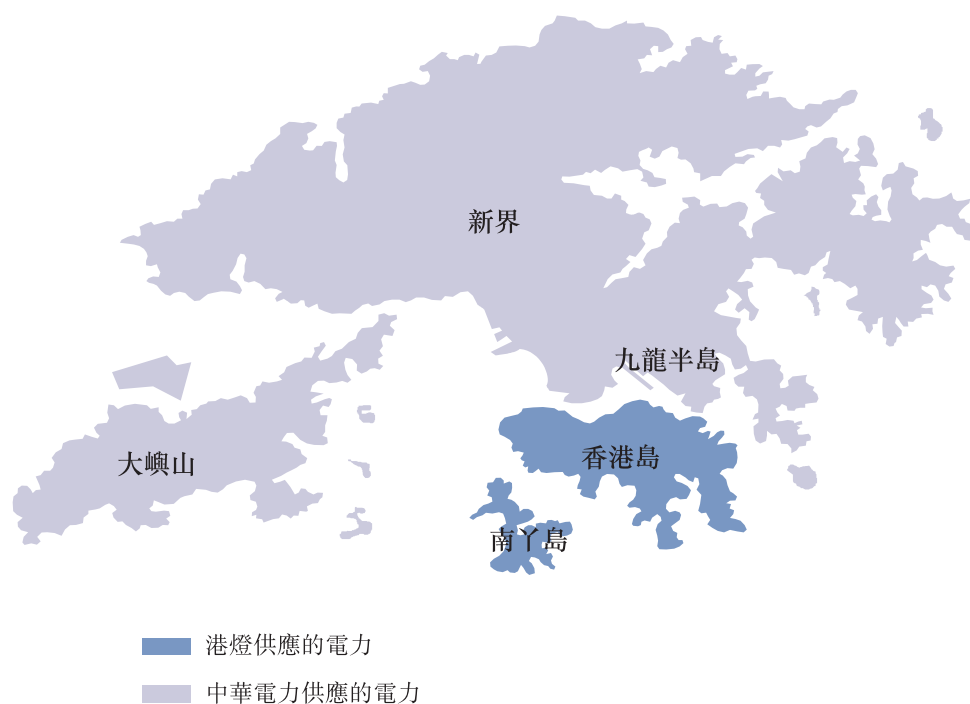 新界
九龍半島
香港島
大嶼山
南丫島
港燈供應的電力
中華電力供應的電力